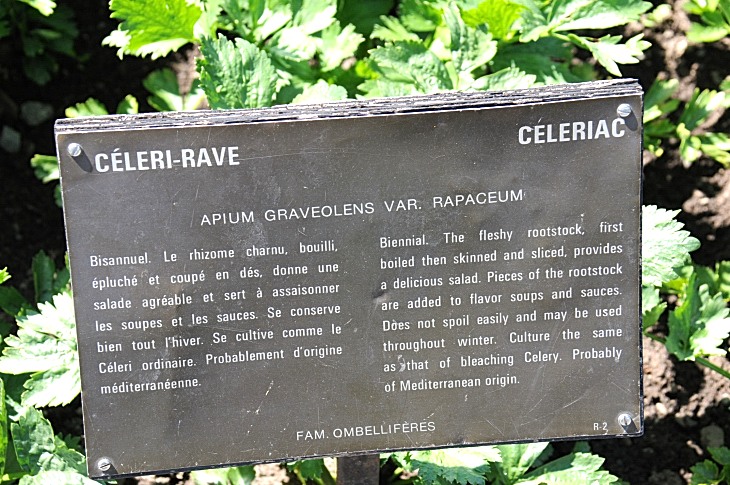 CÉLERI-RAVE
CELERIAC
APIUM GRAVEOLENS VAR. RAPACEUM
Bisannuel. Le rhizome charnu, bouilli,
épluché et coupé en dés, donne une
salade agréable et sert à assaisonner
les soupes et les sauces. Se conserve
bien tout l'hiver. Se cultive comme le
Céleri ordinaire. Probablement d'origine
méditerranéenne.
Biennial. The fleshy rootstock, first
boiled then skinned and sliced, provides
a delicious salad. Pieces of the rootstock
are added to flavor soups and sauces.
Does not spoil easily and may be used
throughout winter. Culture the same
as that of bleaching Celery. Probably
of Mediterranean origin.
FAM. OMBELLIFÈRES
R-2